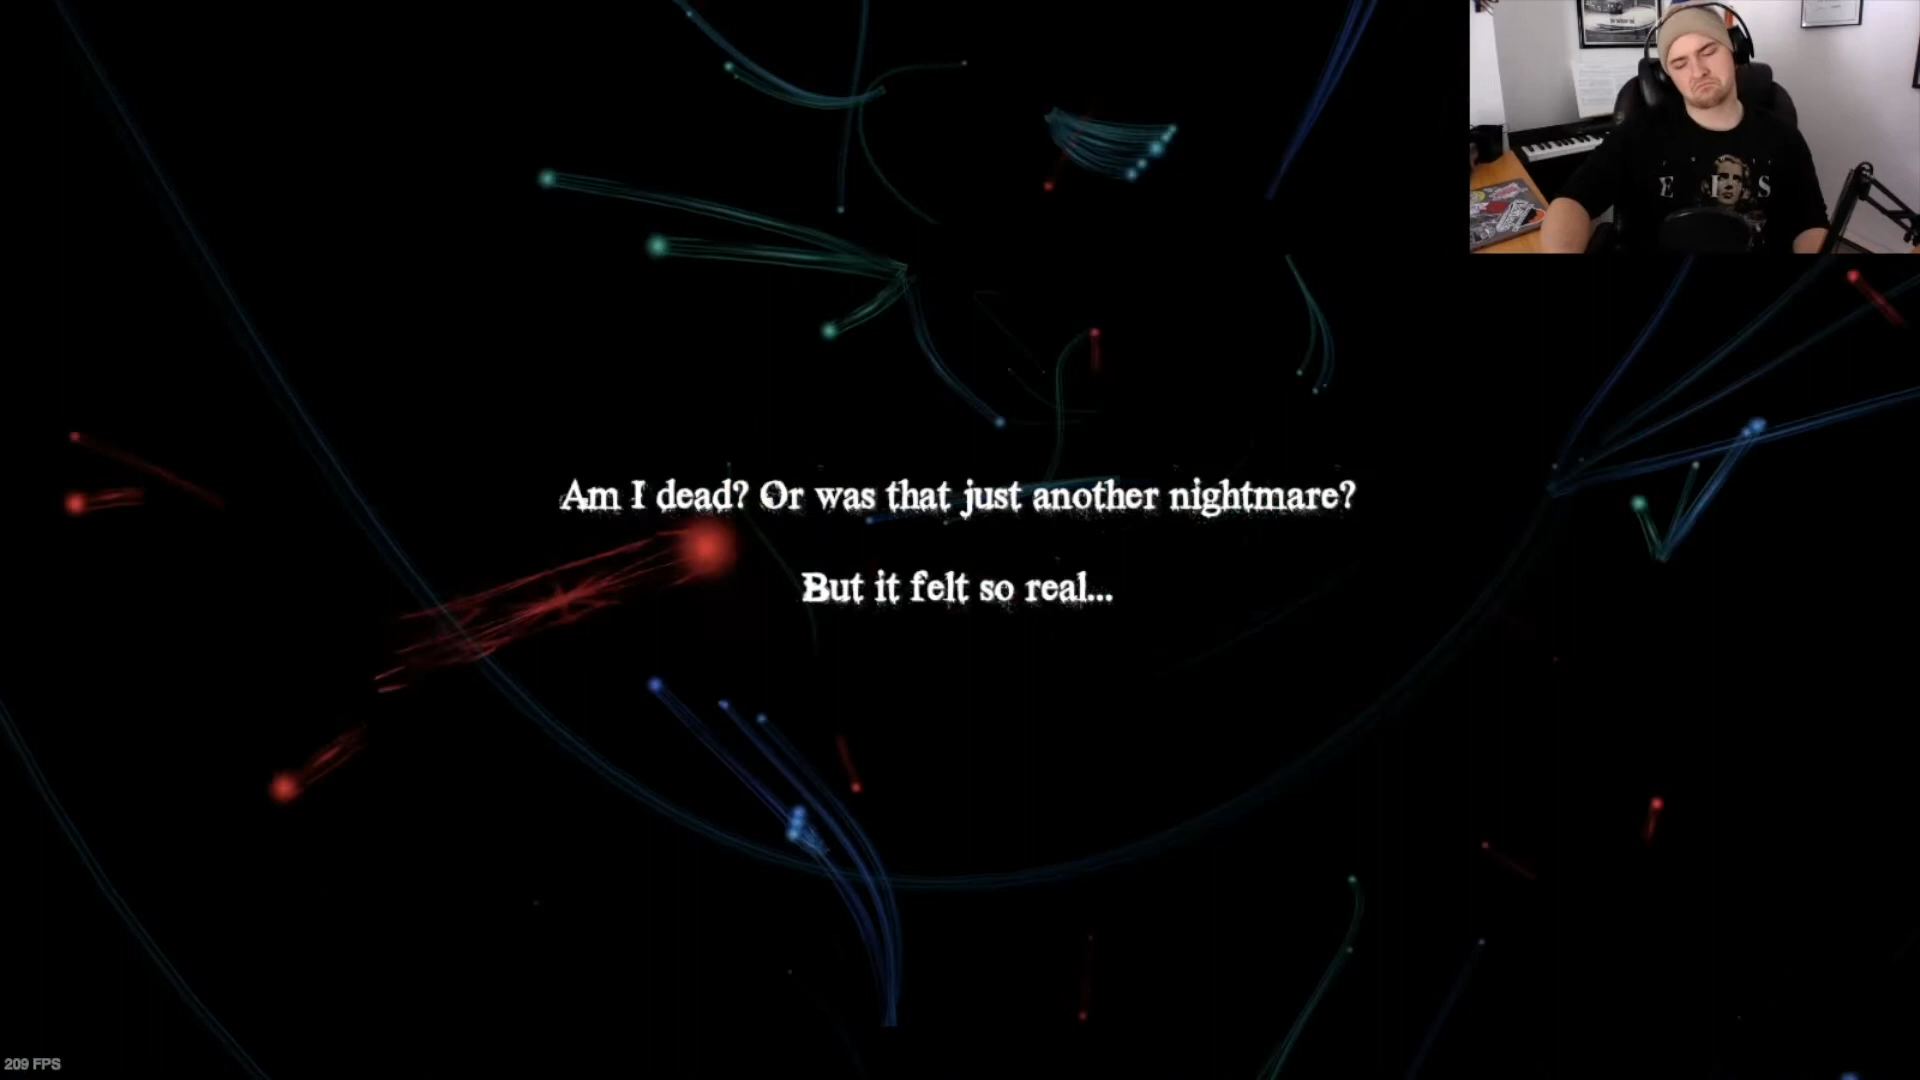 Am I dead? Or was that just another nightmare?
But it felt so real...
209 FPS